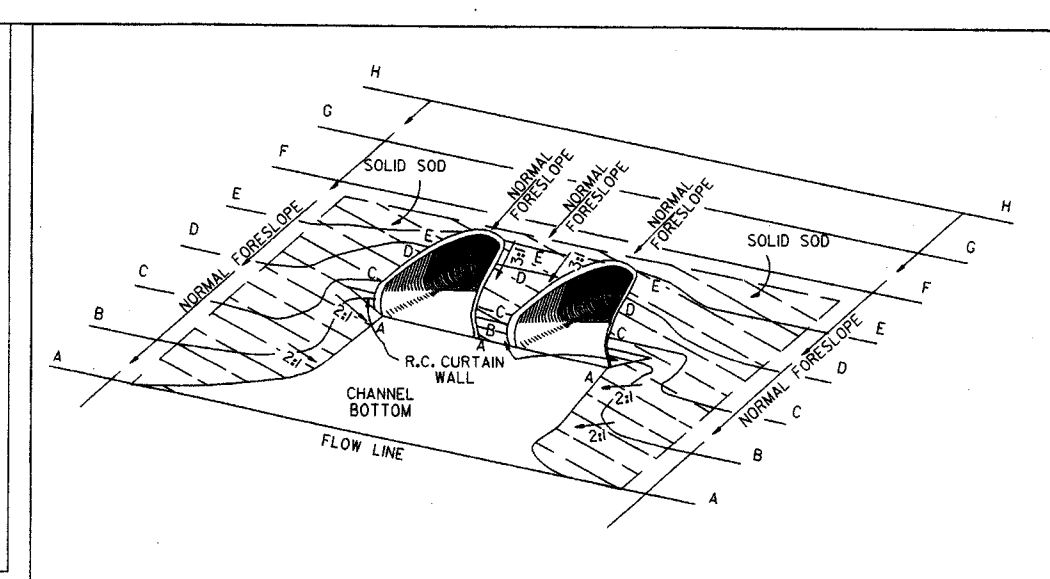 H
G
F
SOLID SOD
NORMAL
FORESLOPE
NORMAL
FORESLOPE
NORMAL
FORESLOPE
H
E
SOLID SOD
G
D
E
E
3:1
3:1
E
D
D
C
NORMAL FORESLOPE
C
C
D
F
B
2:1
A
B
C
E
A
2:1
R.C. CURTAIN
WALL
A
A
2:1
D
CHANNEL
BOTTOM
2:1
NORMAL FORESLOPE
C
FLOW LINE
B
A